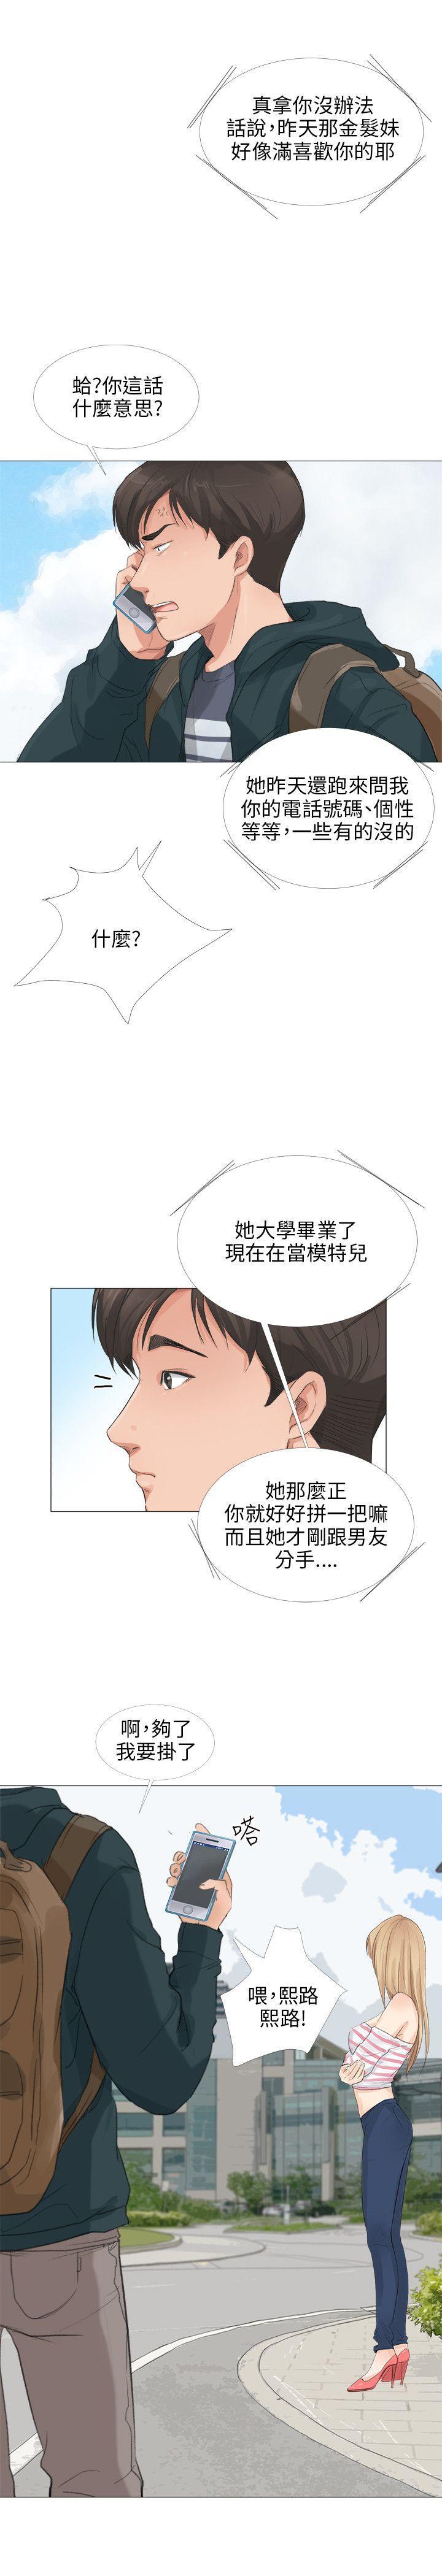 真拿你沒辦法
話說,昨天那金髮妹
好像滿喜歡你的耶
蛤?你這話
什麼意思?
她昨天還跑來問我
你的電話號碼、個性
等等,一些有的沒的
什麼?
她大學畢業了
現在在當模特兒
她那麼正
你就好好拼一把嘛
而且她才剛跟男友
分手....
啊,夠了
我要掛了
嗒
喂,熙路
熙路!